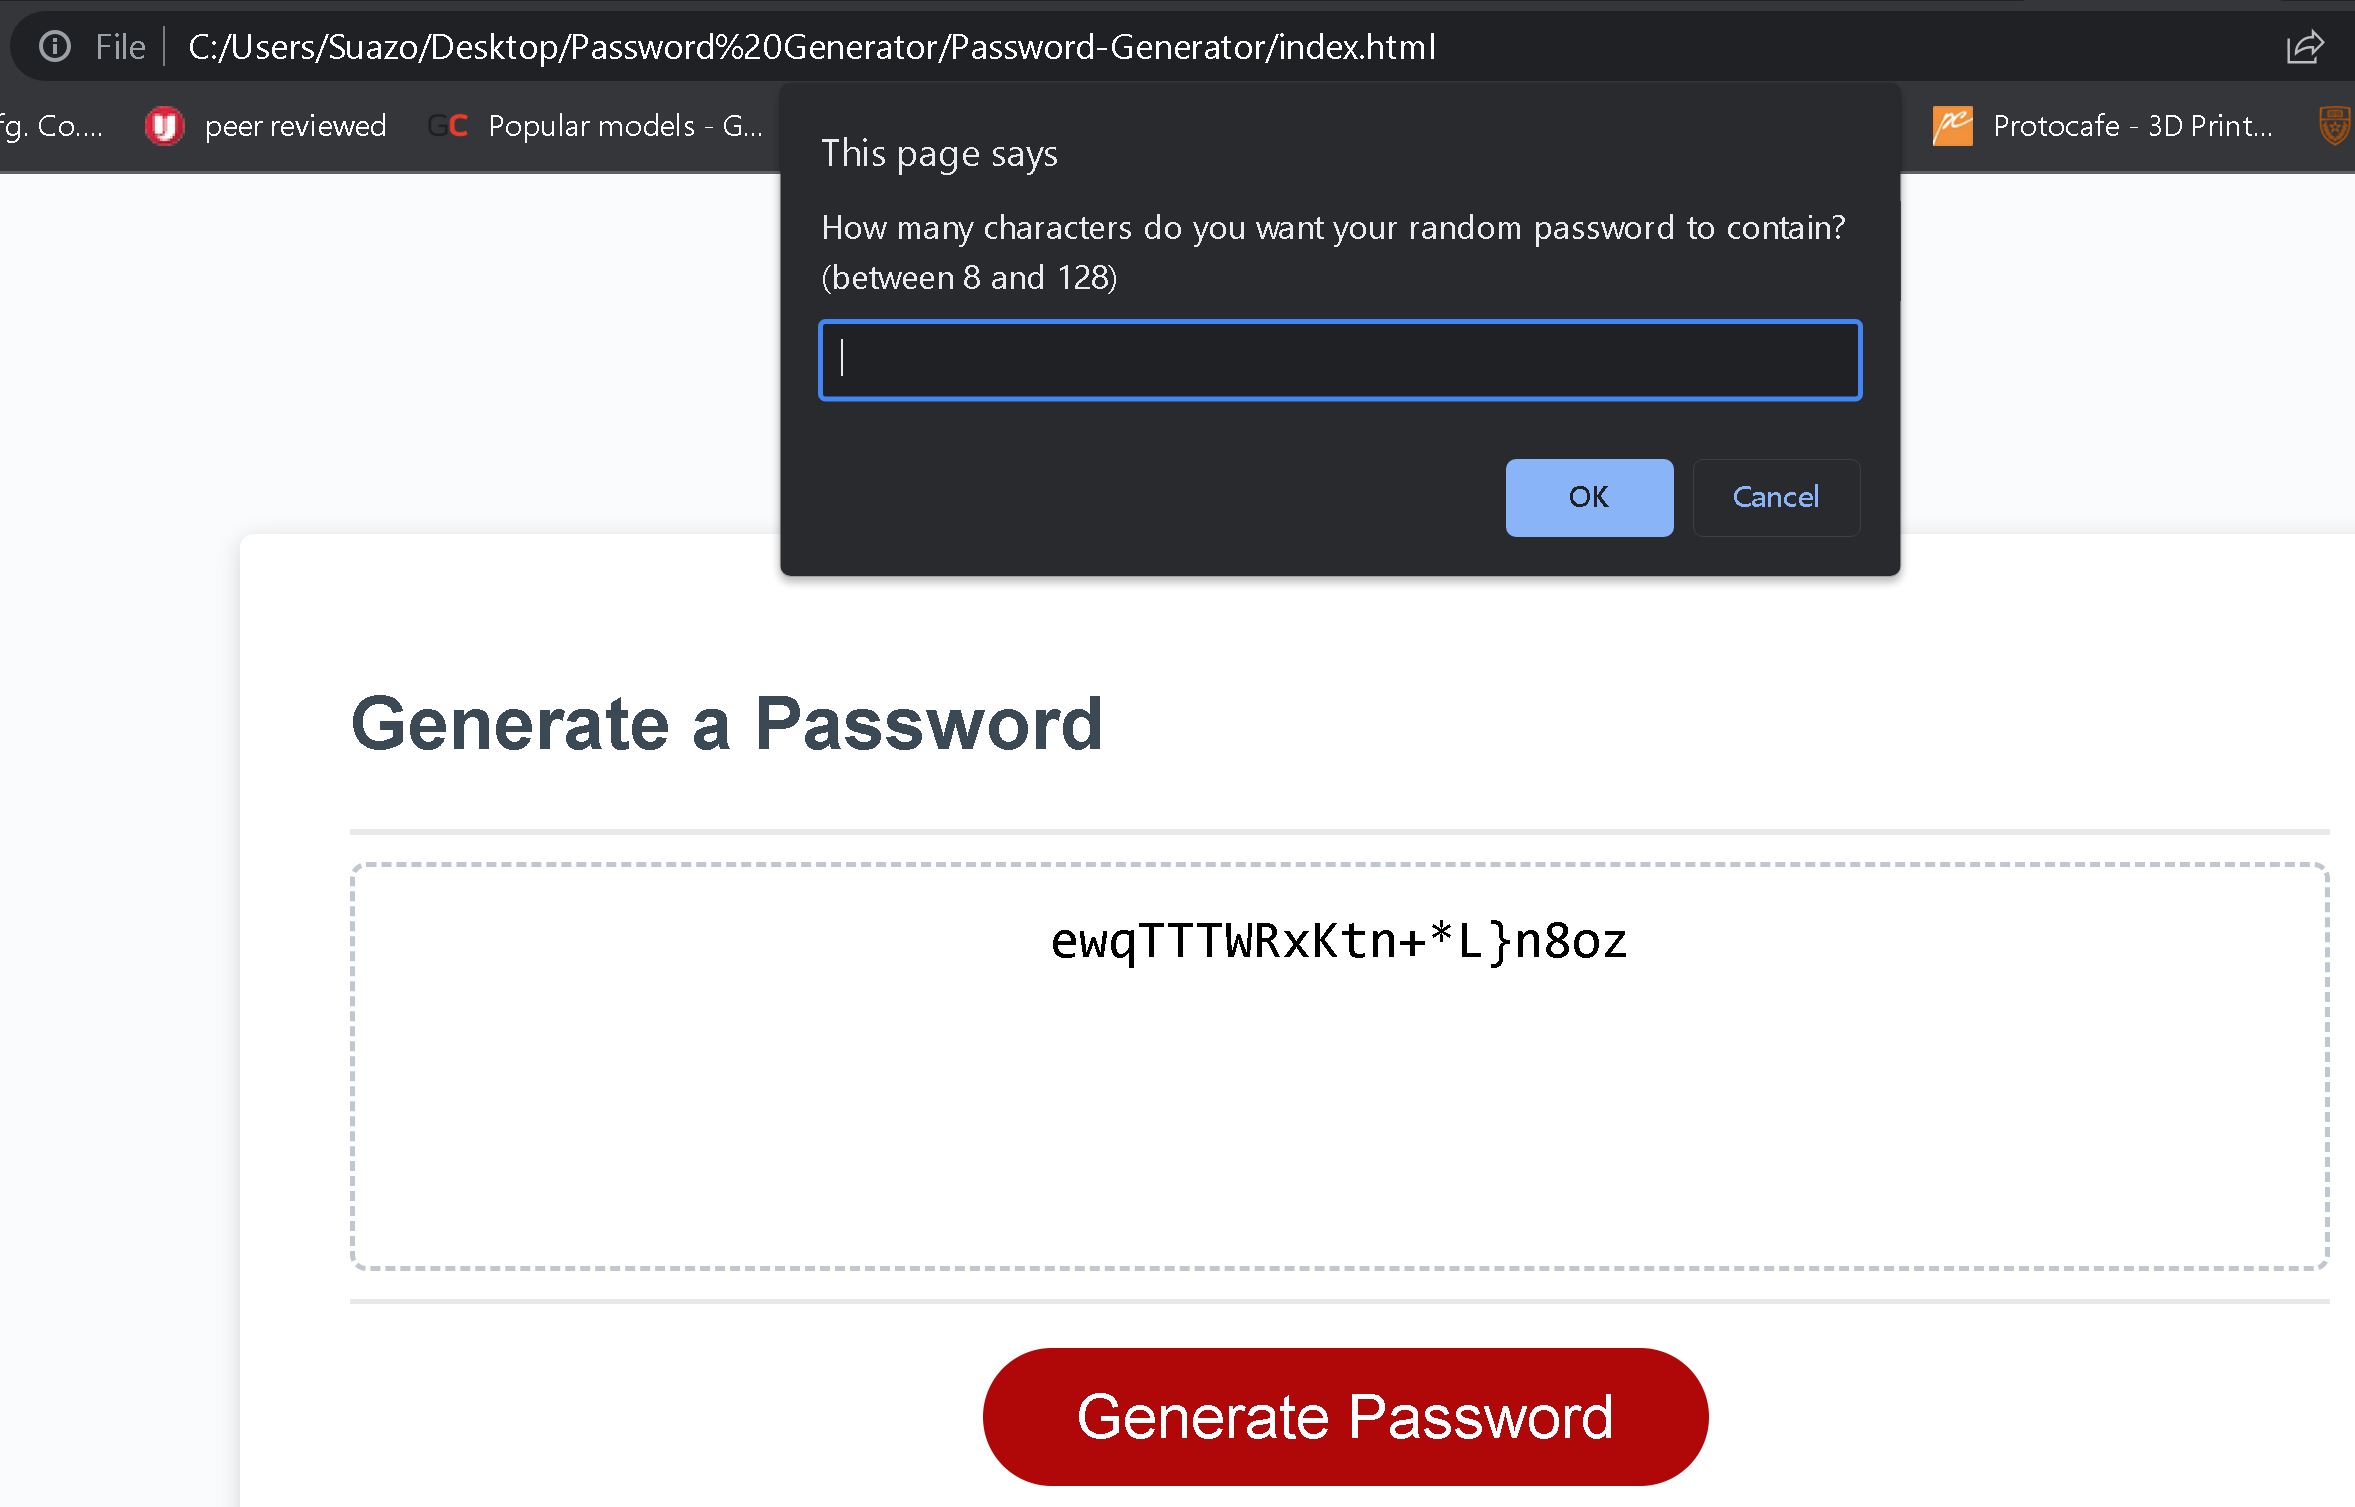 File C:/Users/Suazo/Desktop/Password%20Generator/Password-Generator/index.html
fg. Co.... peer reviewed GC Popular models - G... Protocafe - 3D Print...
This page says
How many characters do you want your random password to contain?
(between 8 and 128)
OK Cancel
Generate a Password
ewqTTTWRxKtn+*L}n8oz
Generate Password